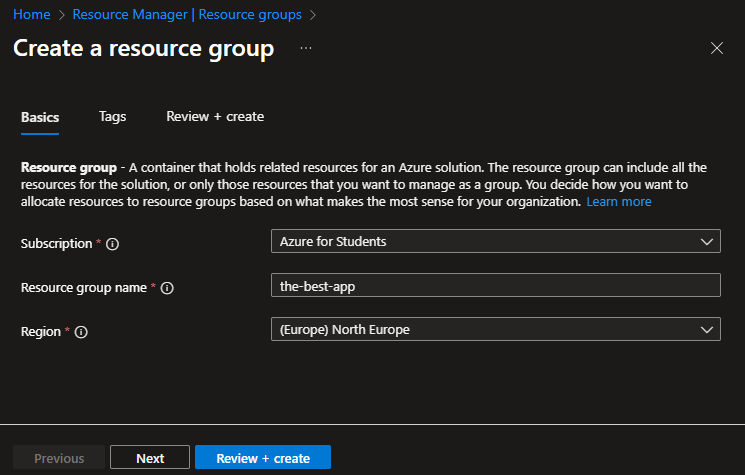 Home > Resource Manager | Resource groups >
Create a resource group ...
Basics Tags Review + create
Resource group - A container that holds related resources for an Azure solution. The resource group can include all the
resources for the solution, or only those resources that you want to manage as a group. You decide how you want to
allocate resources to resource groups based on what makes the most sense for your organization. Learn more
Subscription * Azure for Students
Resource group name * the-best-app
Region * (Europe) North Europe
Previous Next Review + create